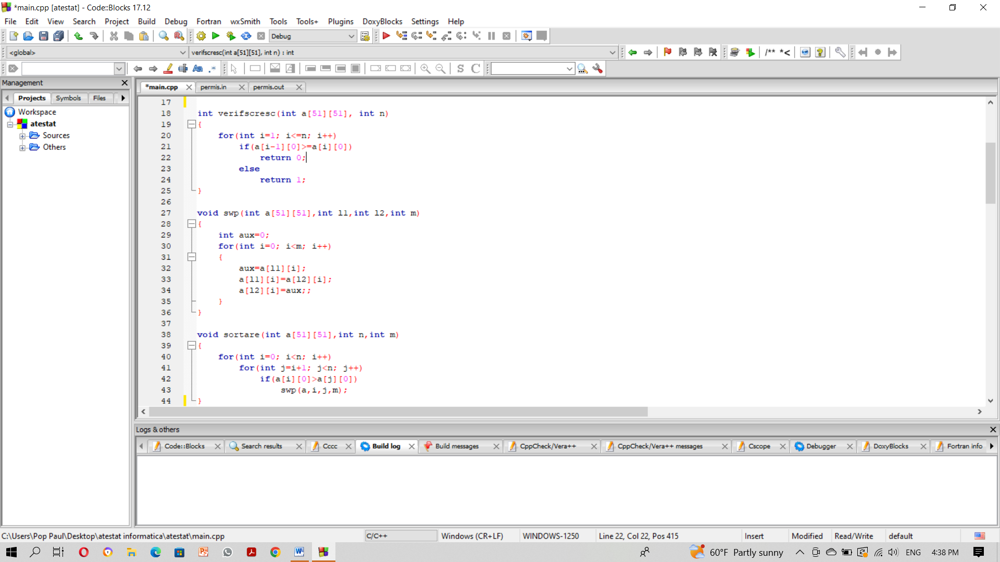 *main.cpp [atestat] - Code::Blocks 17.12
File Edit View Search Project Build Debug Fortran wxSmith Tools Tools+ Plugins DoxyBlocks Settings Help
Debug
<global> verifscresc(int a[51][51], int n) : int
/** *<
Aa .* S C
Management
*main.cpp permis.in permis.out
Projects Symbols Files
Workspace
atestat
Sources
Others
17
18 int verifscresc(int a[51][51], int n)
19 {
20 for(int i=1; i<=n; i++)
21 if(a[i-1][0]>=a[i][0])
22 return 0;
23 else
24 return 1;
25 }
26
27 void swp(int a[51][51],int l1,int l2,int m)
28 {
29 int aux=0;
30 for(int i=0; i<m; i++)
31 {
32 aux=a[l1][i];
33 a[l1][i]=a[l2][i];
34 a[l2][i]=aux;;
35 }
36 }
37
38 void sortare(int a[51][51],int n,int m)
39 {
40 for(int i=0; i<n; i++)
41 for(int j=i+1; j<n; j++)
42 if(a[i][0]>a[j][0])
43 swp(a,i,j,m);
44 }
Logs & others
Code::Blocks Search results Cccc Build log Build messages CppCheck/Vera++ CppCheck/Vera++ messages Cscope Debugger DoxyBlocks Fortran info
C:\Users\Pop Paul\Desktop\atestat informatica\atestat\main.cpp C/C++ Windows (CR+LF) WINDOWS-1250 Line 22, Col 22, Pos 415 Insert Modified Read/Write default
60°F Partly sunny ENG 4:38 PM